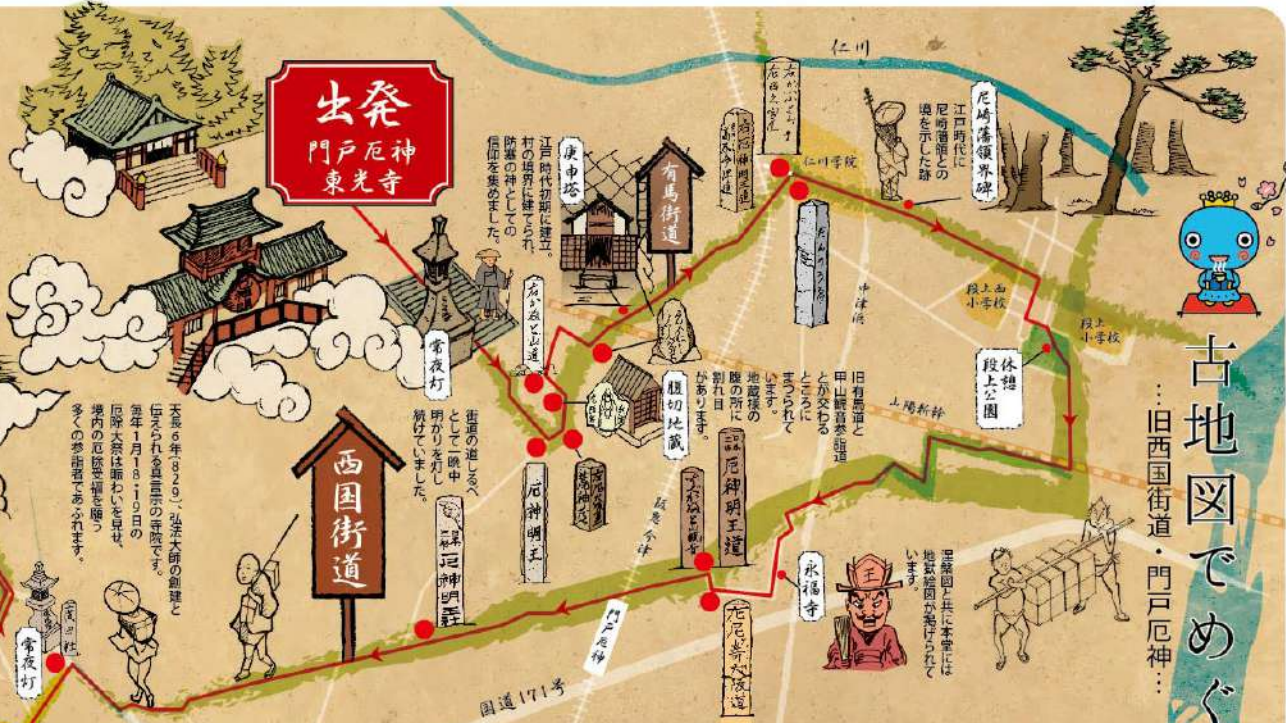 古地図でめぐ
…旧西国街道・門戸厄神…
出発
門戸厄神
東光寺
常夜灯
街道の道しるべ
として一晩中
明かりを灯し
続けていました。
天長6年(829)、弘法大師の創建と
伝えられる真言宗の寺院です。
毎年1月18・19日の
厄除大祭は賑わいを見せ、
境内の厄除受福を願う
多くの参詣者であふれます。
庚申塔
江戸時代初期に建立。
村の境界に建てられ、
防塞の神としての
信仰を集めました。
有馬街道
腹切地蔵
旧有馬道と
甲山観音参詣道
とが交わる
ところに
まつられて
います。
地蔵様の
腹の所に
割れ目
があります。
厄神明王
仁川
仁川学院
尼崎藩領界碑
江戸時代に
尼崎藩領との
境を示した跡
中津浜
段上西
小学校
段上
小学校
休憩
段上公園
山陽新幹
阪急 今津
厄神明王道
永福寺
涅槃図と共に本堂には
地獄絵図が掲げられて
います。
王
門戸厄神
国道171号
西国街道
常夜灯